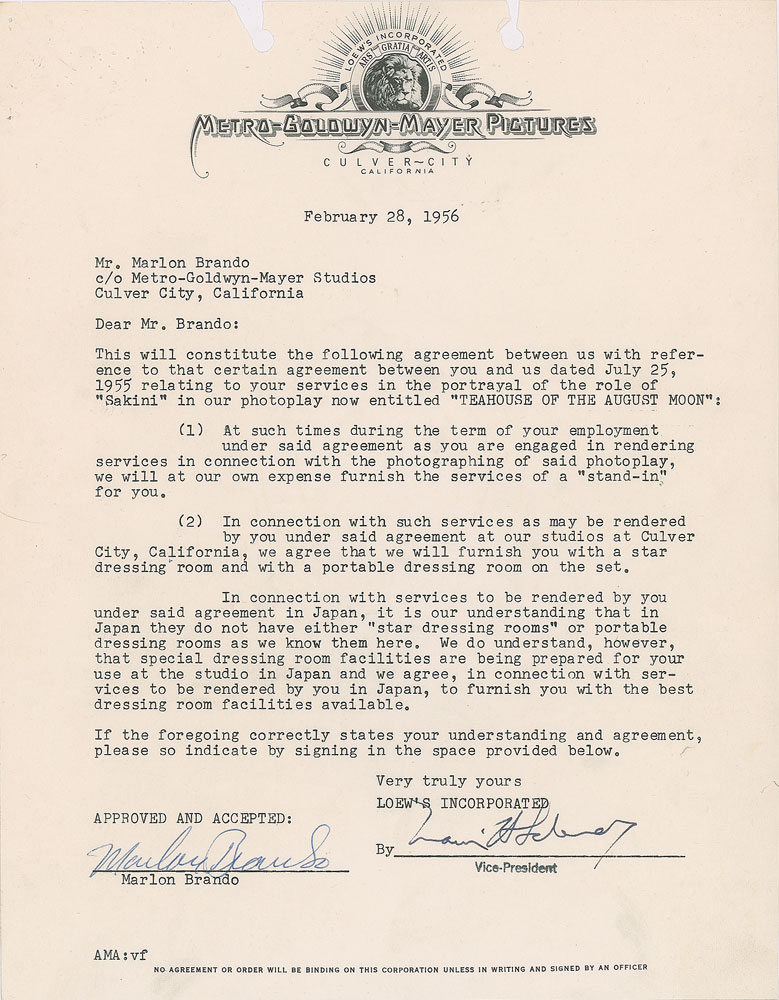 LOEW'S INCORPORATED
ARS GRATIA ARTIS
METRO-GOLDWYN-MAYER PICTURES
CULVER~CITY
CALIFORNIA
February 28, 1956
Mr. Marlon Brando
c/o Metro-Goldwyn-Mayer Studios
Culver City, California
Dear Mr. Brando:
This will constitute the following agreement between us with refer-
ence to that certain agreement between you and us dated July 25,
1955 relating to your services in the portrayal of the role of
"Sakini" in our photoplay now entitled "TEAHOUSE OF THE AUGUST MOON":
(1) At such times during the term of your employment
under said agreement as you are engaged in rendering
services in connection with the photographing of said photoplay,
we will at our own expense furnish the services of a "stand-in"
for you.
(2) In connection with such services as may be rendered
by you under said agreement at our studios at Culver
City, California, we agree that we will furnish you with a star
dressing room and with a portable dressing room on the set.
In connection with services to be rendered by you
under said agreement in Japan, it is our understanding that in
Japan they do not have either "star dressing rooms" or portable
dressing rooms as we know them here. We do understand, however,
that special dressing room facilities are being prepared for your
use at the studio in Japan and we agree, in connection with ser-
vices to be rendered by you in Japan, to furnish you with the best
dressing room facilities available.
If the foregoing correctly states your understanding and agreement,
please so indicate by signing in the space provided below.
Very truly yours
LOEW'S INCORPORATED
APPROVED AND ACCEPTED:
By
Marlon Brando
Vice-President
Marlon Brando
AMA:vf
NO AGREEMENT OR ORDER WILL BE BINDING ON THIS CORPORATION UNLESS IN WRITING AND SIGNED BY AN OFFICER